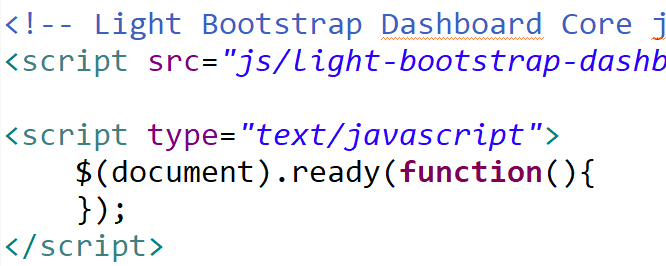 <!-- Light Bootstrap Dashboard Core j
<script src="js/light-bootstrap-dashb
<script type="text/javascript">
$(document).ready(function(){
});
</script>